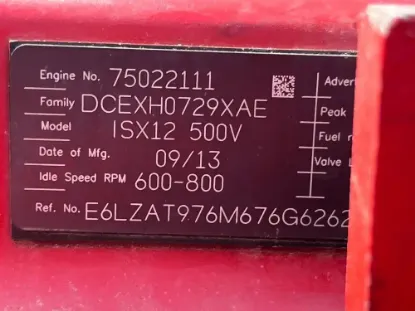 Engine No. 75022111
Family DCEXH0729XAE
Model ISX12 500V
Date of Mfg. 09/13
Idle Speed RPM 600-800
Ref. No. E6LZAT976M676G6262
Advert
Peak
Fuel r
Valve L